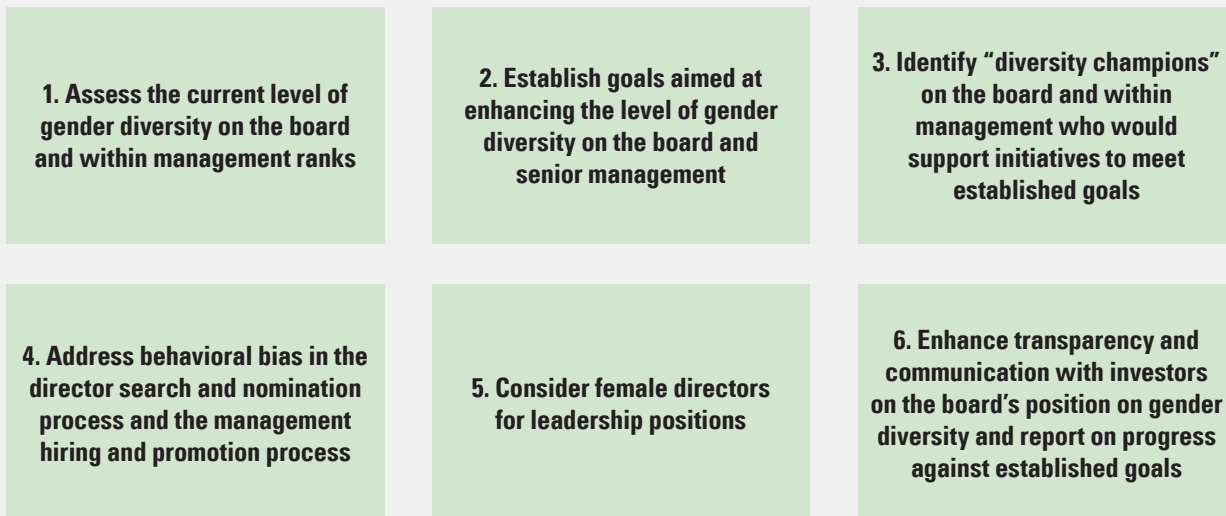 1. Assess the current level of
gender diversity on the board
and within management ranks
2. Establish goals aimed at
enhancing the level of gender
diversity on the board and
senior management
3. Identify “diversity champions”
on the board and within
management who would
support initiatives to meet
established goals
4. Address behavioral bias in the
director search and nomination
process and the management
hiring and promotion process
5. Consider female directors
for leadership positions
6. Enhance transparency and
communication with investors
on the board’s position on gender
diversity and report on progress
against established goals